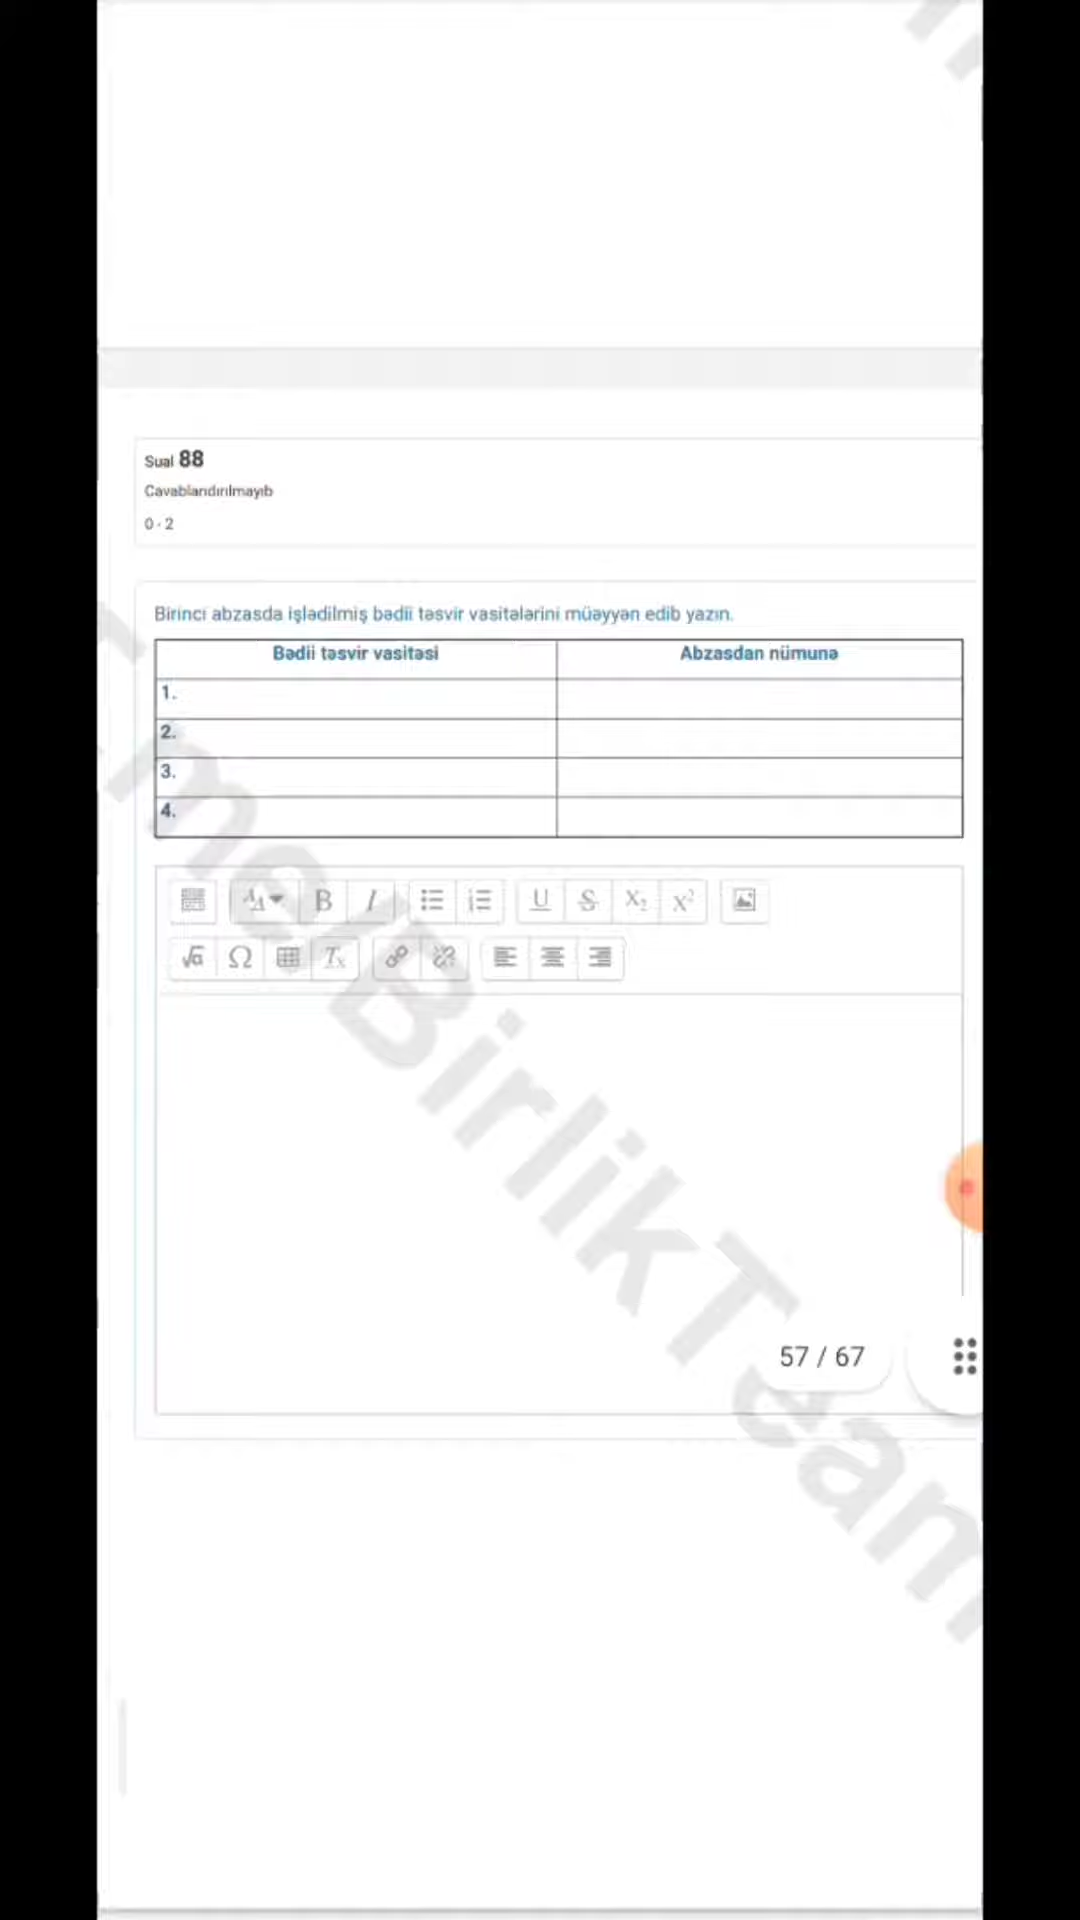 Sual 88
Cavablandırılmayıb
0 - 2
Birinci abzasda işlədilmiş bədii təsvir vasitələrini müəyyən edib yazın.
Bədii təsvir vasitəsi Abzasdan nümunə
1.
2.
3.
4.
57 / 67
BirlikTeam